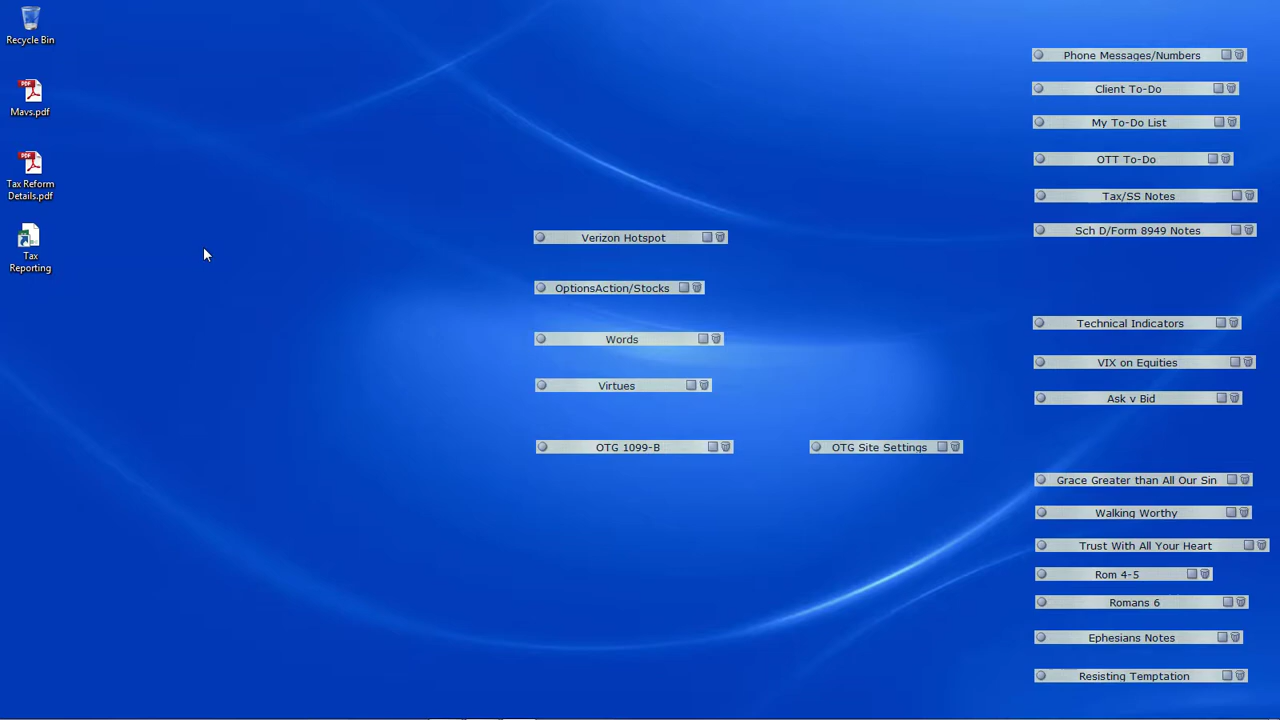 Recycle Bin
PDF
Mavs.pdf
PDF
Tax Reform
Details.pdf
Tax
Reporting
Verizon Hotspot
OptionsAction/Stocks
Words
Virtues
OTG 1099-B
OTG Site Settings
Phone Messages/Numbers
Client To-Do
My To-Do List
OTT To-Do
Tax/SS Notes
Sch D/Form 8949 Notes
Technical Indicators
VIX on Equities
Ask v Bid
Grace Greater than All Our Sin
Walking Worthy
Trust With All Your Heart
Rom 4-5
Romans 6
Ephesians Notes
Resisting Temptation